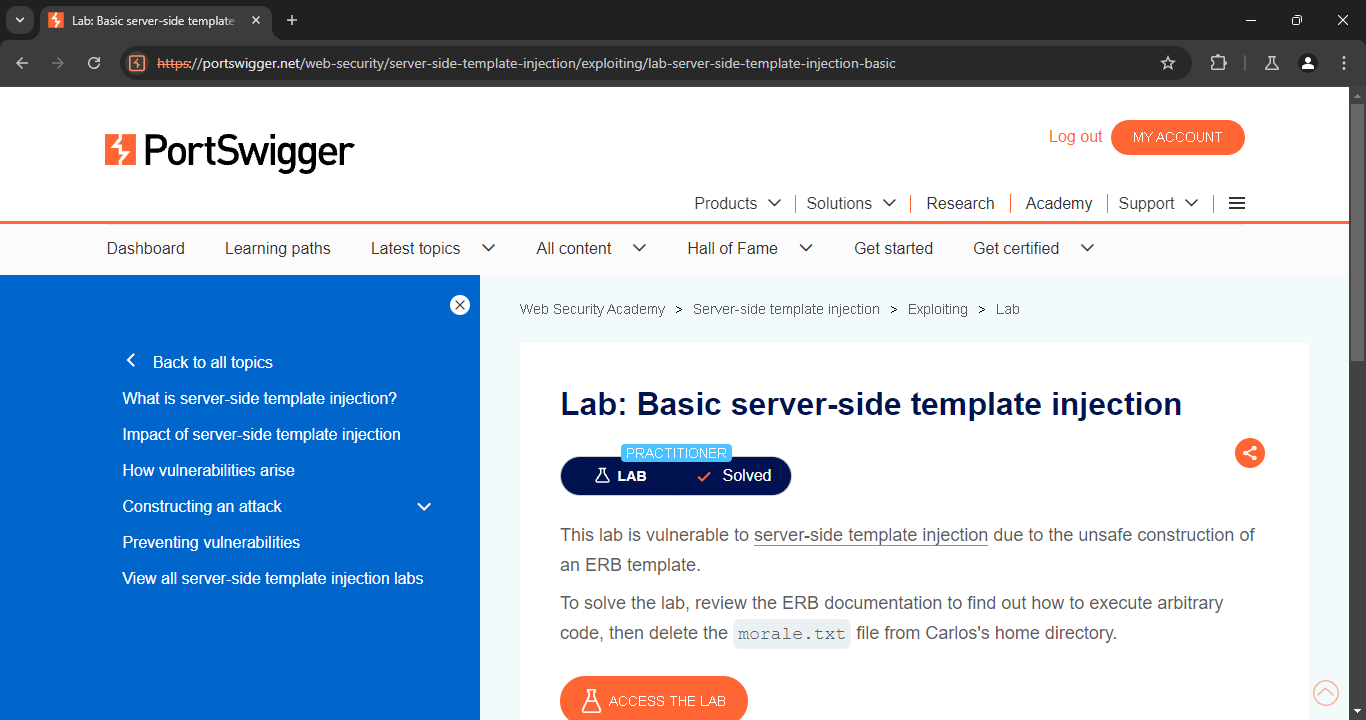 Lab: Basic server-side template
https://portswigger.net/web-security/server-side-template-injection/exploiting/lab-server-side-template-injection-basic
PortSwigger
Log out
MY ACCOUNT
Products
Solutions
Research
Academy
Support
Dashboard
Learning paths
Latest topics
All content
Hall of Fame
Get started
Get certified
Back to all topics
What is server-side template injection?
Impact of server-side template injection
How vulnerabilities arise
Constructing an attack
Preventing vulnerabilities
View all server-side template injection labs
Web Security Academy > Server-side template injection > Exploiting > Lab
Lab: Basic server-side template injection
PRACTITIONER
LAB Solved
This lab is vulnerable to server-side template injection due to the unsafe construction of
an ERB template.
To solve the lab, review the ERB documentation to find out how to execute arbitrary
code, then delete the morale.txt file from Carlos's home directory.
ACCESS THE LAB